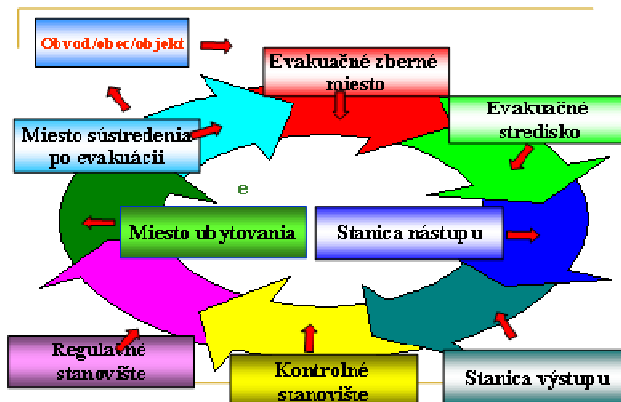 Obvod/obec/objekt
Evakuačné zberné
miesto
Evakuačné
stredisko
Miesto sústredenia
po evakuácii
e
Miesto ubytovania
Stanica nástupu
Regulačné
stanovište
Kontrolné
stanovište
Stanica výstupu